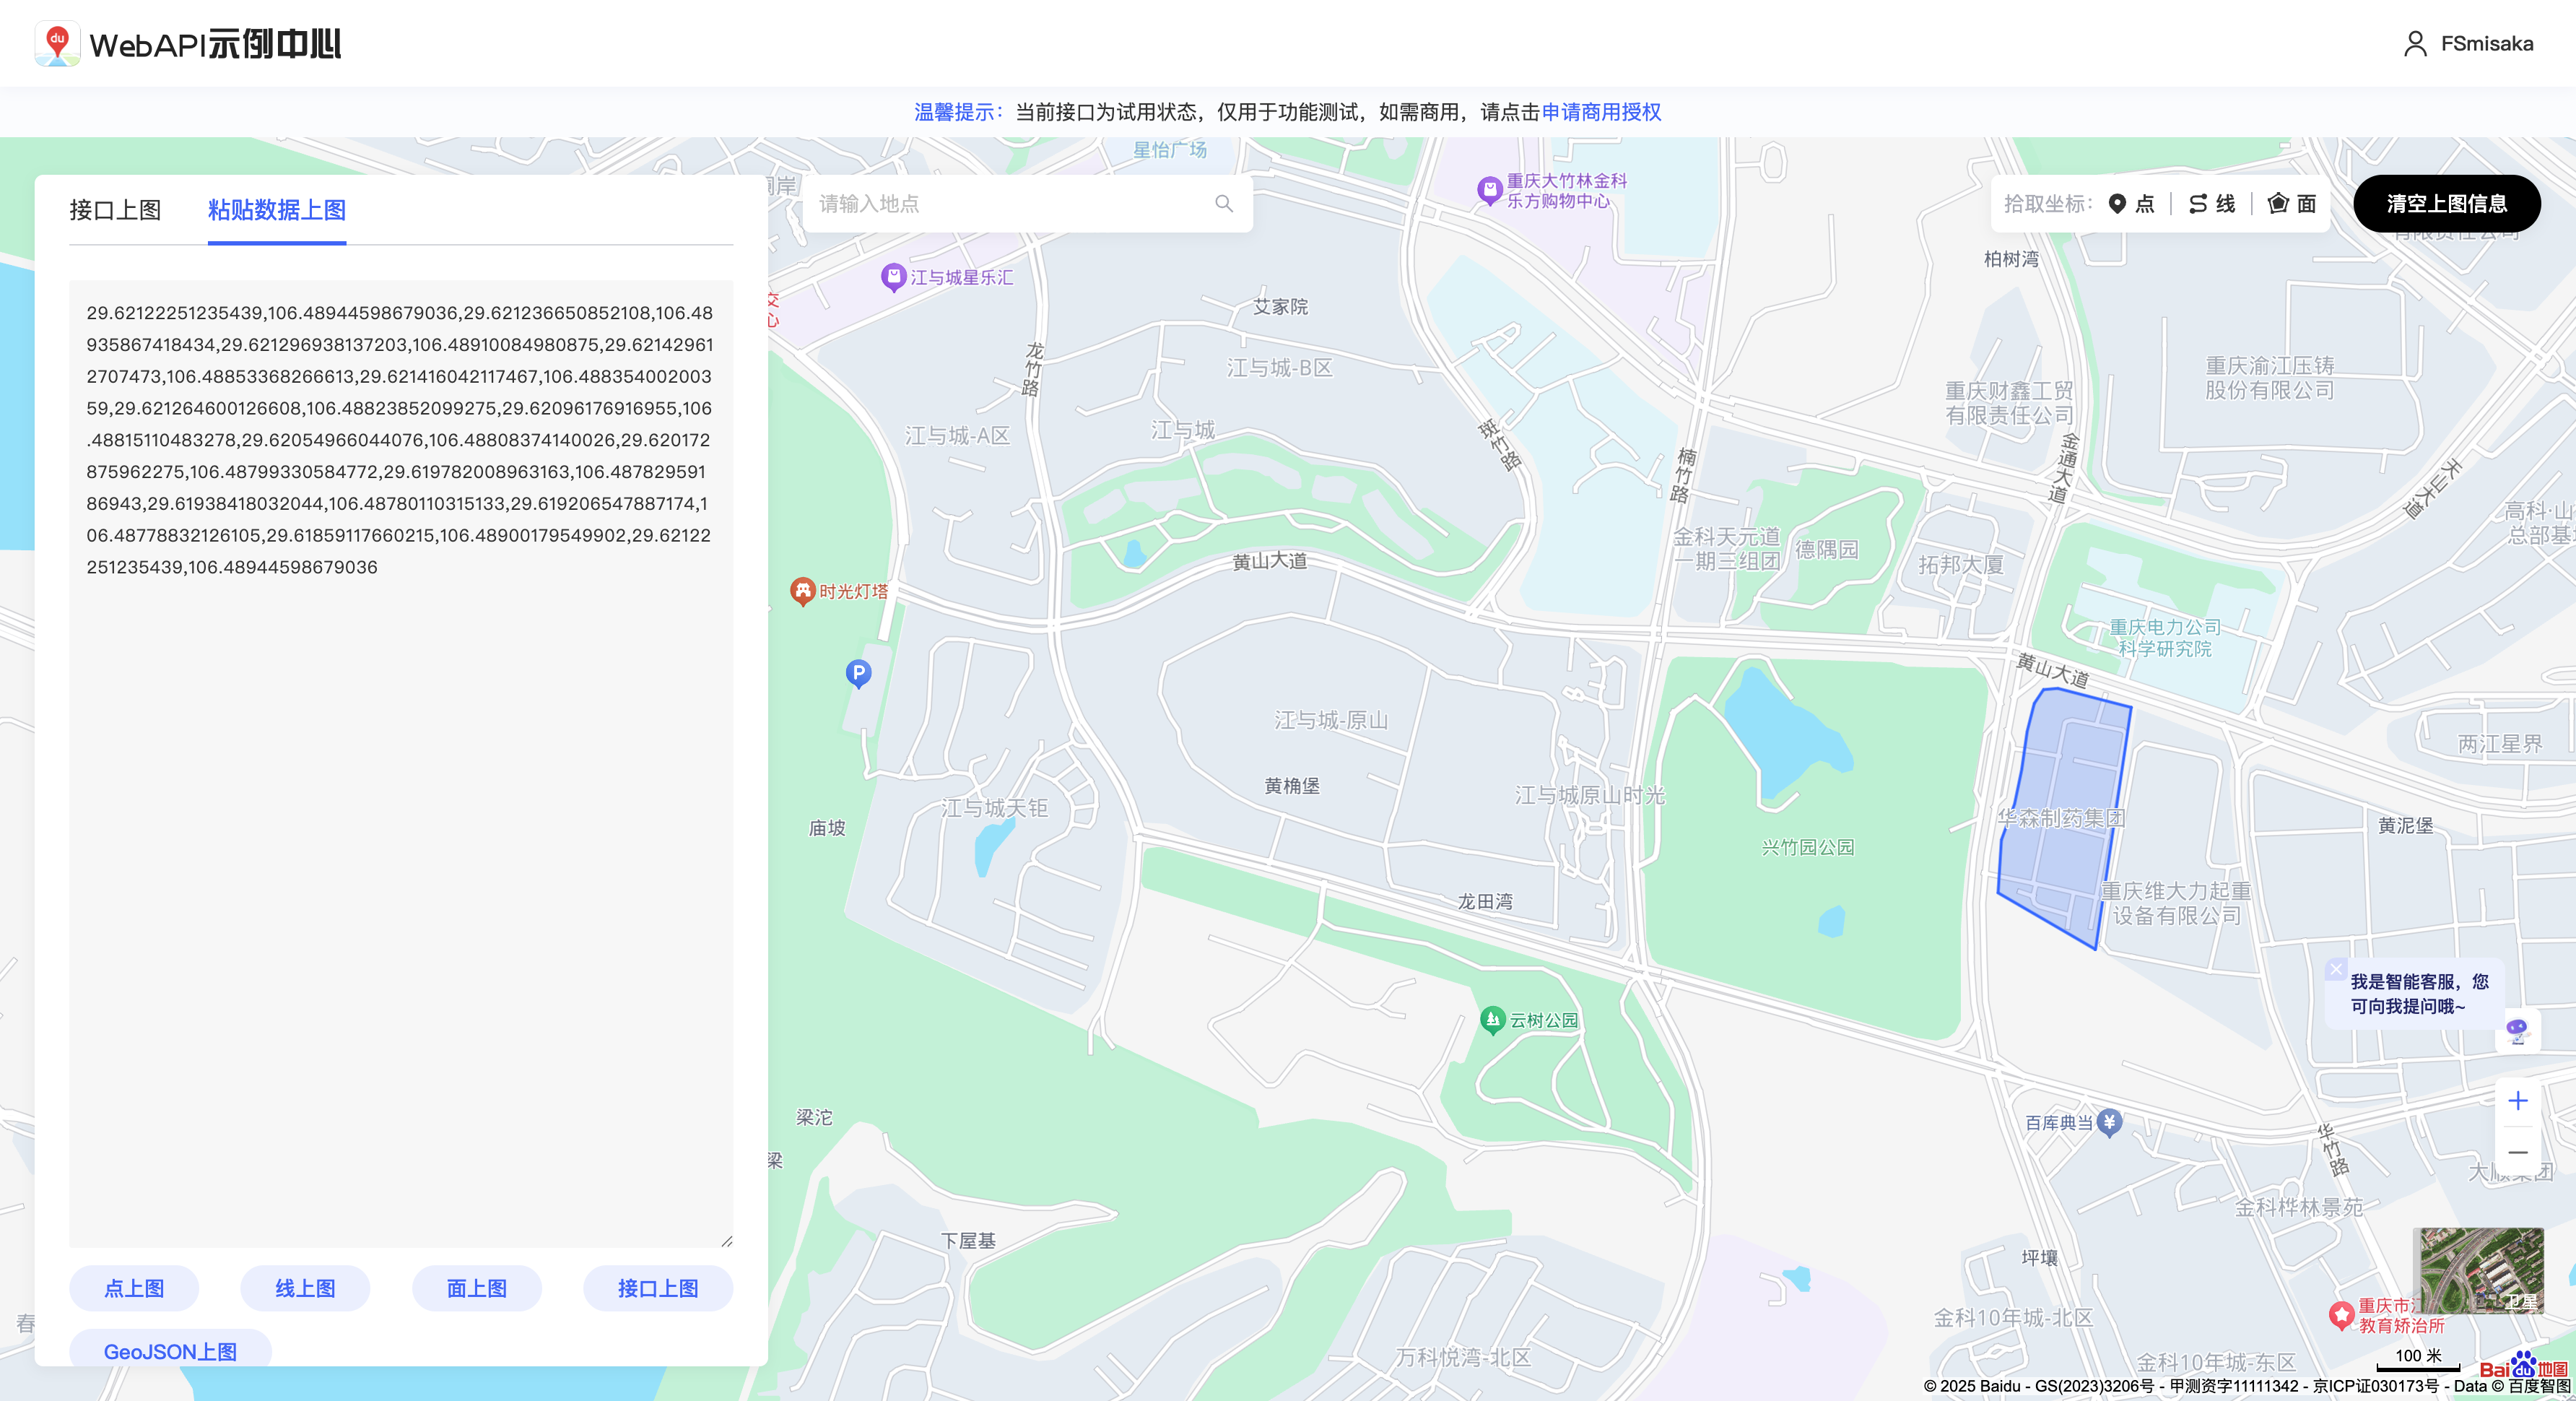 du WebAPI示例中心
FSmisaka
温馨提示：当前接口为试用状态，仅用于功能测试，如需商用，请点击申请商用授权
接口上图
粘贴数据上图
29.62122251235439,106.48944598679036,29.621236650852108,106.48
935867418434,29.621296938137203,106.48910084980875,29.62142961
2707473,106.48853368266613,29.621416042117467,106.488354002003
59,29.621264600126608,106.48823852099275,29.62096176916955,106
.48815110483278,29.62054966044076,106.48808374140026,29.620172
875962275,106.48799330584772,29.619782008963163,106.487829591
86943,29.61938418032044,106.48780110315133,29.619206547887174,1
06.48778832126105,29.61859117660215,106.48900179549902,29.62122
251235439,106.48944598679036
点上图
线上图
面上图
接口上图
GeoJSON上图
请输入地点
拾取坐标：
点
线
面
清空上图信息
星怡广场
重庆大竹林金科
乐方购物中心
江与城星乐汇
艾家院
江与城-B区
龙竹路
江与城-A区
江与城
斑竹路
楠竹路
柏树湾
重庆财鑫工贸
有限责任公司
重庆渝江压铸
股份有限公司
金通大道
天山大道
高科·山
总部基
金科天元道
一期三组团
德隅园
拓邦大厦
黄山大道
时光灯塔
P
重庆电力公司
科学研究院
黄山大道
江与城-原山
两江星界
黄桷堡
江与城原山时光
江与城天钜
庙坡
华森制药集团
黄泥堡
兴竹园公园
重庆维大力起重
设备有限公司
龙田湾
我是智能客服，您
可向我提问哦~
云树公园
百库典当
华竹路
梁沱
梁
金科桦林景苑
下屋基
坪壤
金科10年城-北区
重庆市
教育矫治所
卫星
万科悦湾-北区
金科10年城-东区
春
100 米
Bai du 地图
© 2025 Baidu - GS(2023)3206号 - 甲测资字11111342 - 京ICP证030173号 - Data © 百度智图